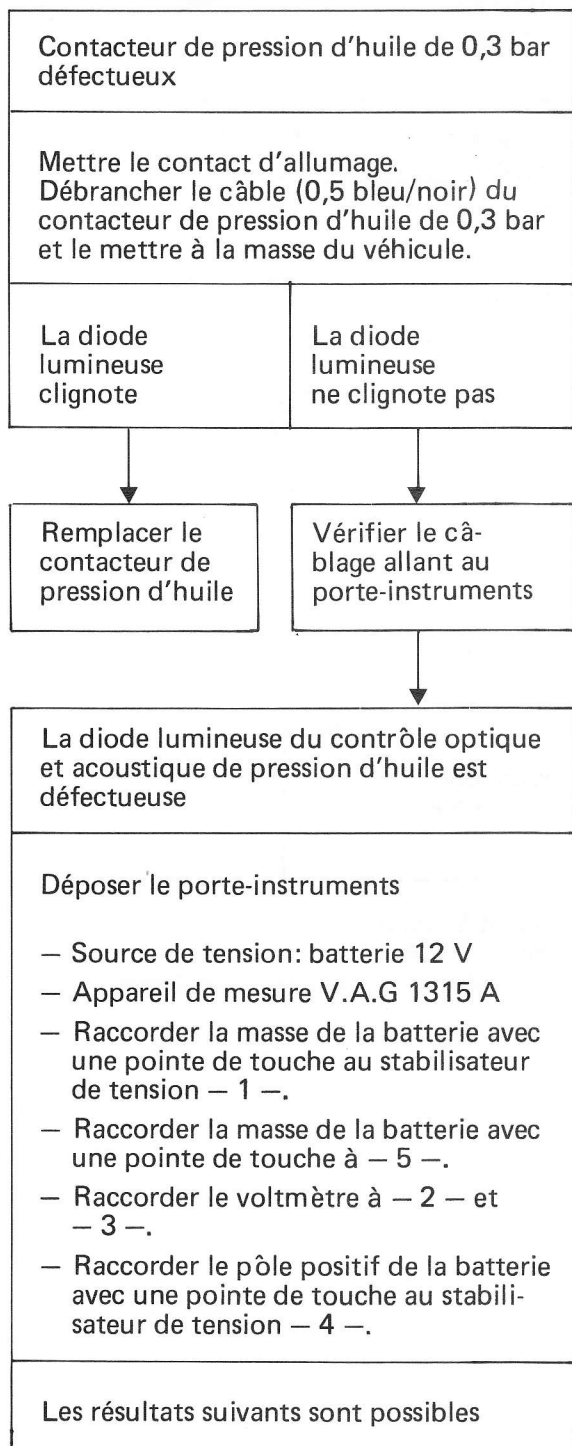 Contacteur de pression d'huile de 0,3 bar
défectueux
Mettre le contact d'allumage.
Débrancher le câble (0,5 bleu/noir) du
contacteur de pression d'huile de 0,3 bar
et le mettre à la masse du véhicule.
La diode
lumineuse
clignote
La diode
lumineuse
ne clignote pas
Remplacer le
contacteur de
pression d'huile
Vérifier le câ-
blage allant au
porte-instruments
La diode lumineuse du contrôle optique
et acoustique de pression d'huile est
défectueuse
Déposer le porte-instruments
— Source de tension: batterie 12 V
— Appareil de mesure V.A.G 1315 A
— Raccorder la masse de la batterie avec
une pointe de touche au stabilisateur
de tension — 1 —.
— Raccorder la masse de la batterie avec
une pointe de touche à — 5 —.
— Raccorder le voltmètre à — 2 — et
— 3 —.
— Raccorder le pôle positif de la batterie
avec une pointe de touche au stabili-
sateur de tension — 4 —.
Les résultats suivants sont possibles